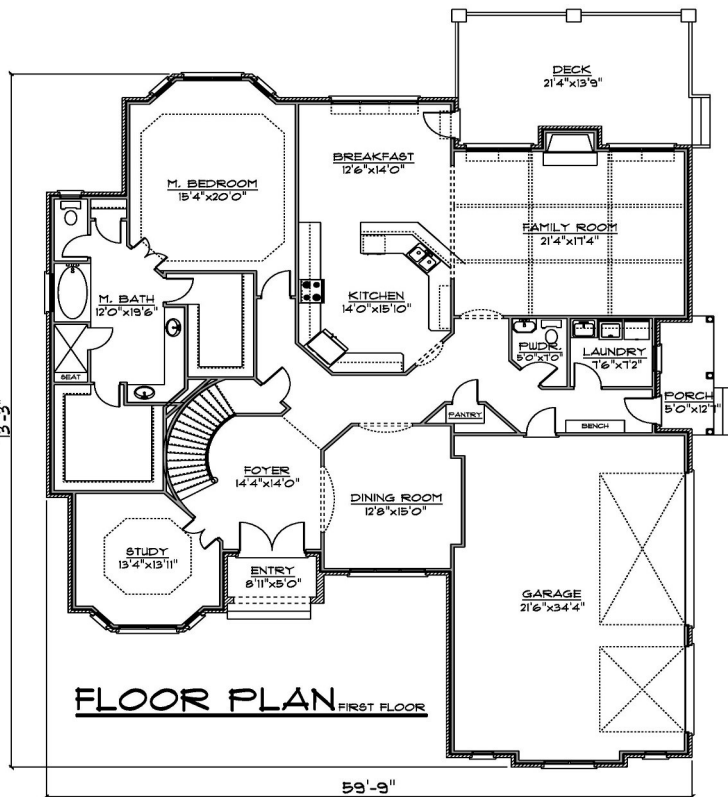 DECK
21'4"x13'9"
BREAKFAST
12'6"x14'0"
M. BEDROOM
15'4"x20'0"
FAMILY ROOM
21'4"x17'4"
M. BATH
12'0"x19'6"
KITCHEN
14'0"x15'10"
PWDR.
5'0"x7'0"
LAUNDRY
7'6"x7'2"
SEAT
PORCH
5'0"x12'
PANTRY
BENCH
FOYER
14'4"x14'0"
DINING ROOM
12'8"x15'0"
STUDY
13'4"x13'11"
ENTRY
8'11"x5'0"
GARAGE
21'6"x34'4"
FLOOR PLAN FIRST FLOOR
3'-3"
59'-9"